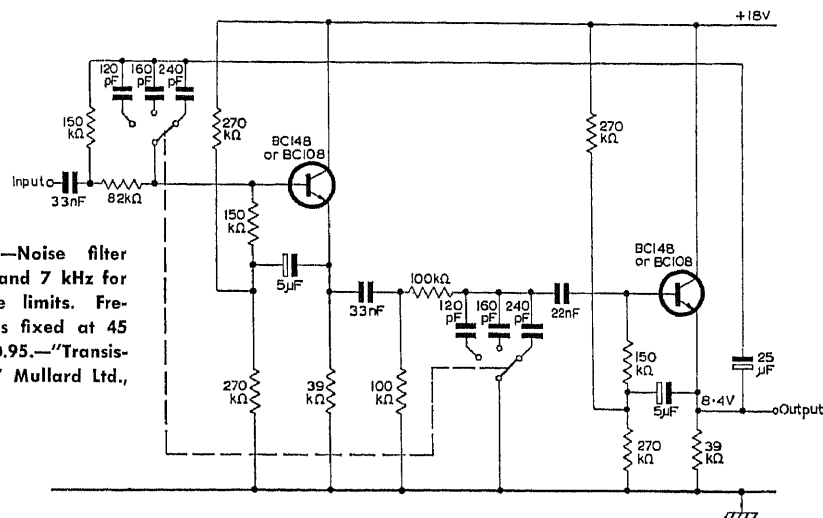 +18V
120 160 240
pF pF pF
150
kΩ
270
kΩ
BC148
or BC108
270
kΩ
Input
33nF
82kΩ
—Noise filter
and 7 kHz for
e limits. Fre-
s fixed at 45
0.95.—"Transis-
Mullard Ltd.,
150
kΩ
5μF
33nF
100kΩ
120 160 240
pF pF pF
22nF
BC148
or BC108
270
kΩ
39
kΩ
100
kΩ
150
kΩ
5μF
8·4V
25
μF
Output
270
kΩ
39
kΩ